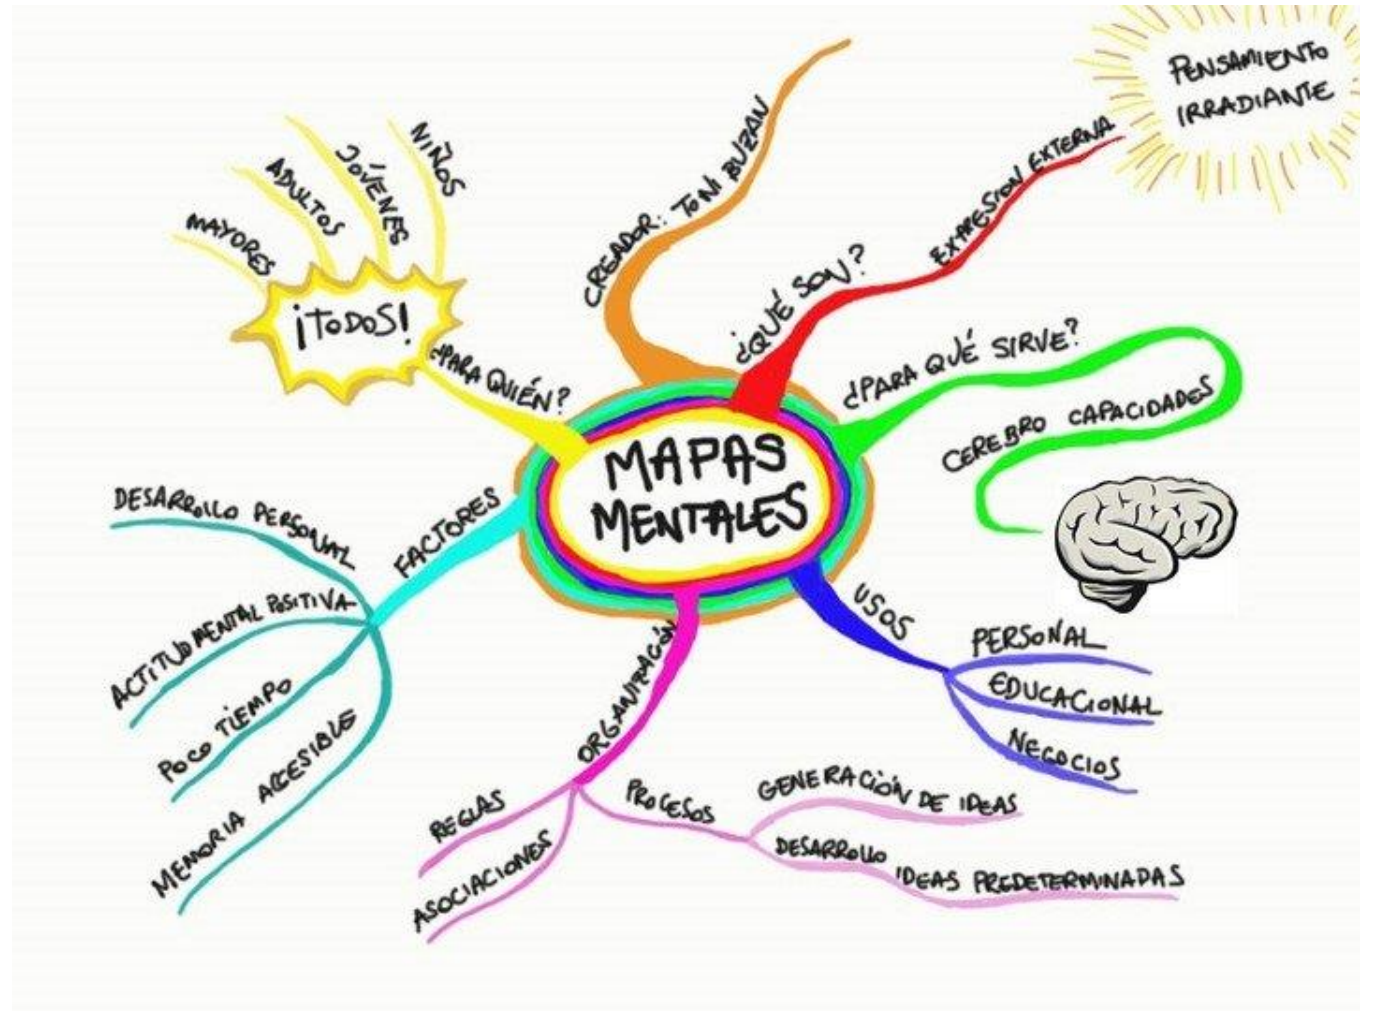 MAPAS
MENTALES
CREADOR: TONI BUZAN
¿QUÉ SON?
EXPRESION EXTERNA
PENSAMIENTO
IRRADIANTE
¿PARA QUÉ SIRVE?
CEREBRO CAPACIDADES
USOS
PERSONAL
EDUCACIONAL
NEGOCIOS
ORGANIZACIÓN
PROCESOS
GENERACIÓN DE IDEAS
DESARROLLO
IDEAS PREDETERMINADAS
REGLAS
ASOCIACIONES
FACTORES
DESARROLLO PERSONAL
ACTITUD MENTAL POSITIVA
POCO TIEMPO
MEMORIA ACCESIBLE
¿PARA QUIÉN?
¡TODOS!
MAYORES
ADULTOS
JÓVENES
NIÑOS